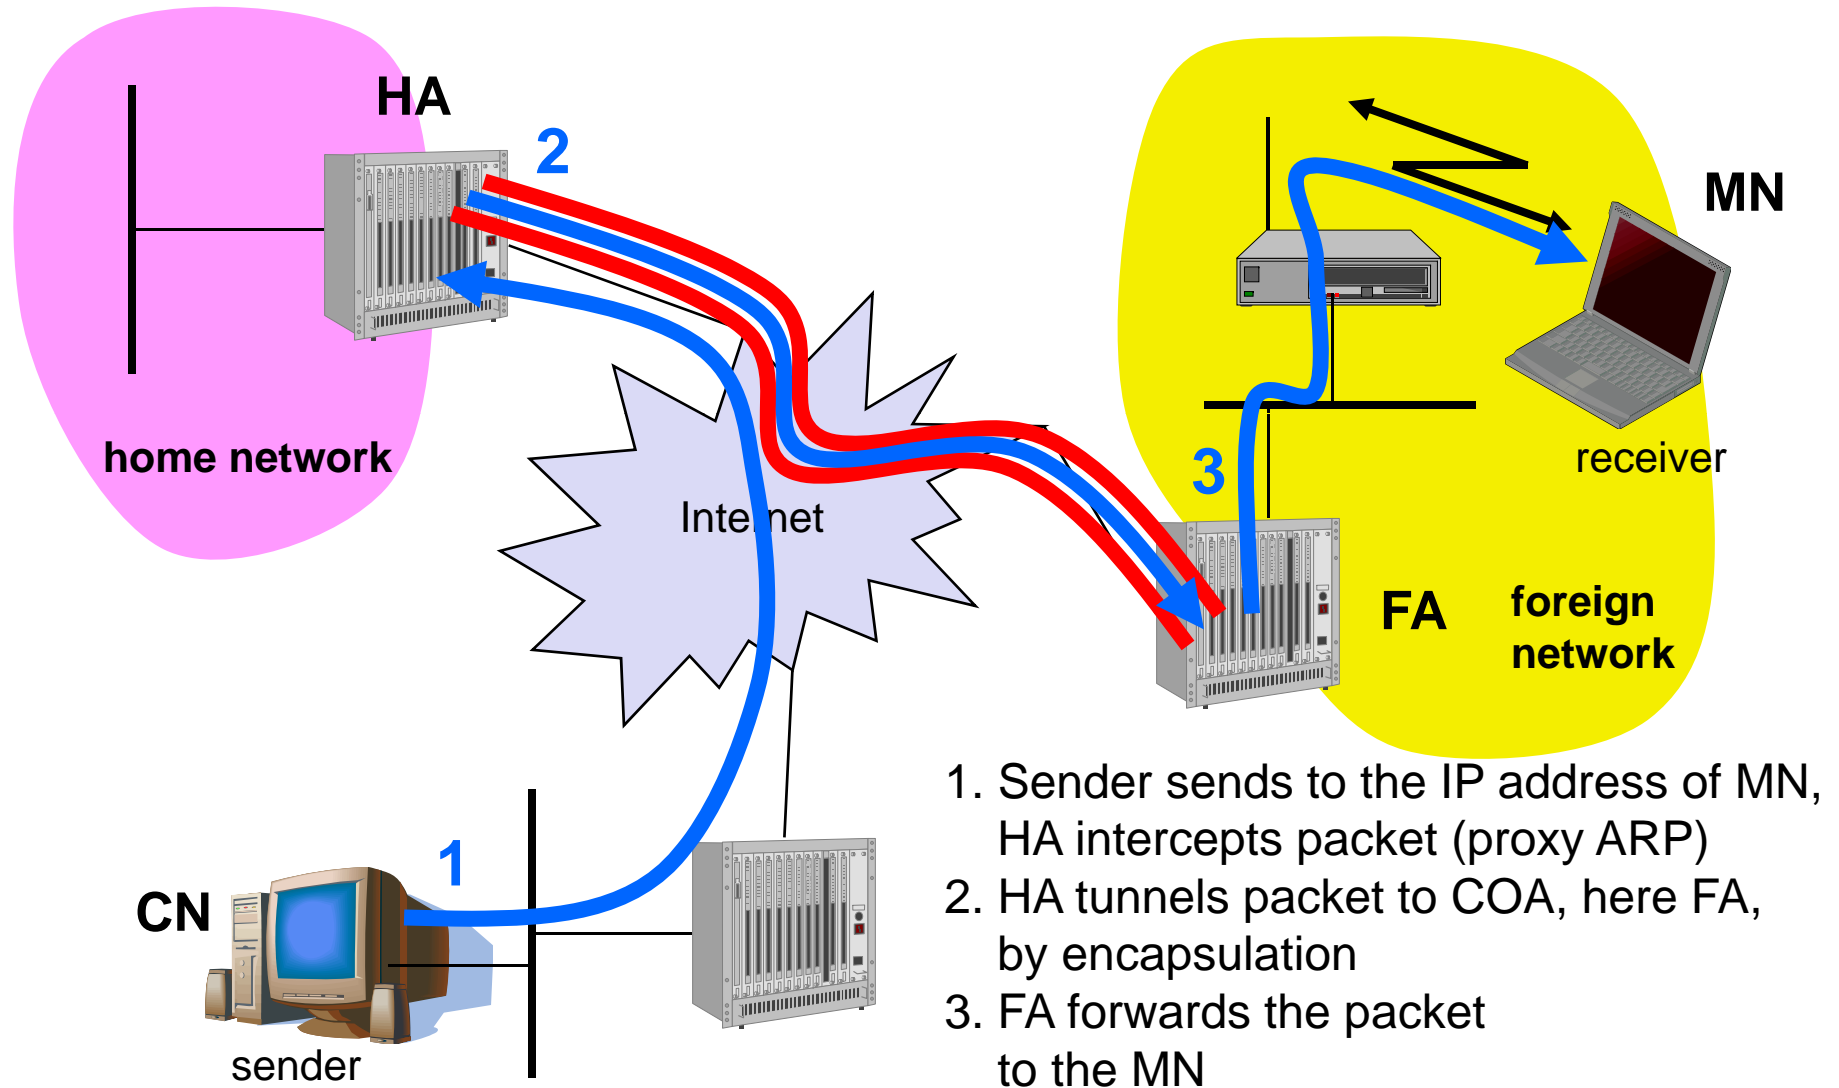 HA
2
MN
home network
receiver
3
Internet
FA
foreign
network
1
CN
sender
1. Sender sends to the IP address of MN,
HA intercepts packet (proxy ARP)
2. HA tunnels packet to COA, here FA,
by encapsulation
3. FA forwards the packet
to the MN